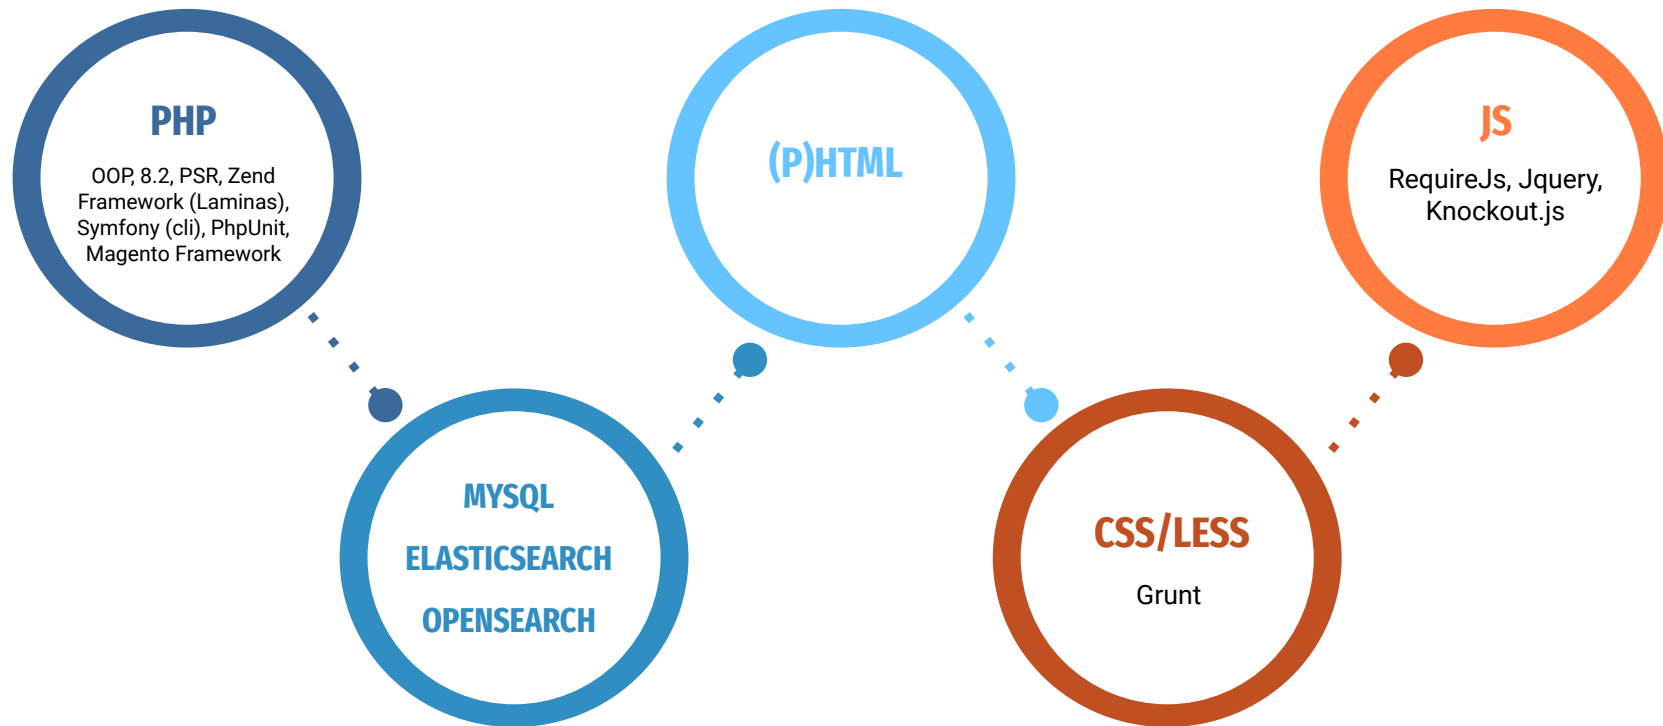 PHP
OOP, 8.2, PSR, Zend
Framework (Laminas),
Symfony (cli), PhpUnit,
Magento Framework
MYSQL
ELASTICSEARCH
OPENSEARCH
(P)HTML
CSS/LESS
Grunt
JS
RequireJs, Jquery,
Knockout.js